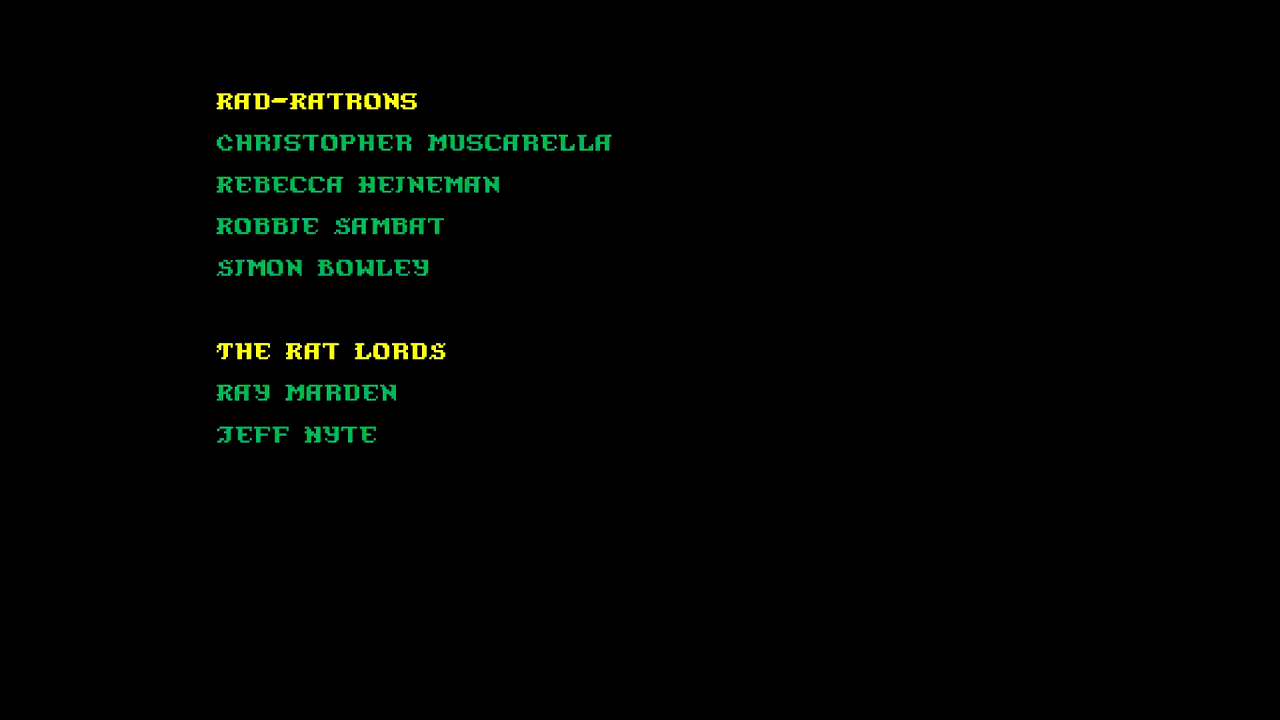 RAD-RATRONS
CHRISTOPHER MUSCARELLA
REBECCA HEINEMAN
ROBBIE SAMBAT
SIMON BOWLEY
THE RAT LORDS
RAY MARDEN
JEFF NYTE